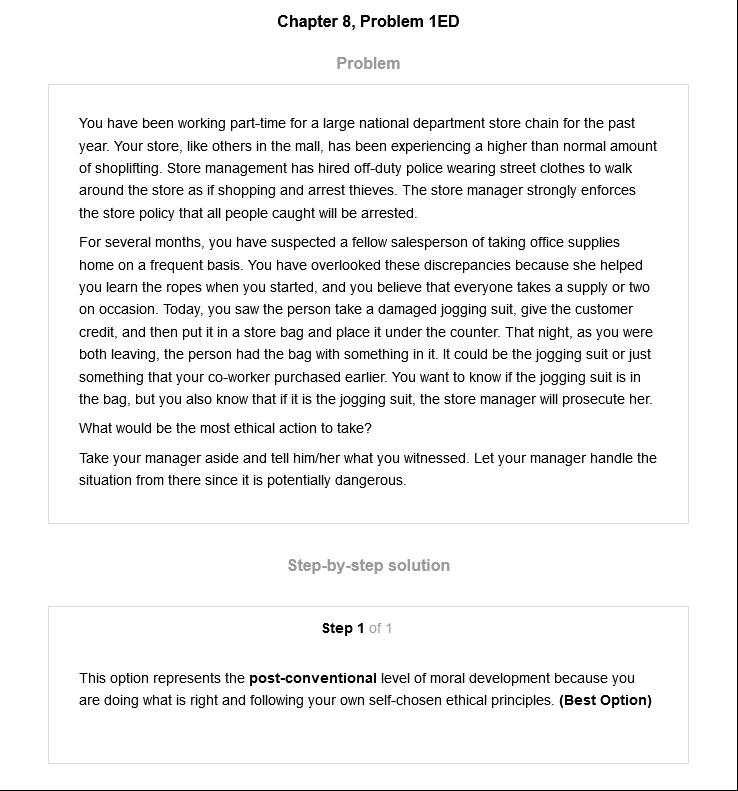 Chapter 8, Problem 1ED
Problem
You have been working part-time for a large national department store chain for the past
year. Your store, like others in the mall, has been experiencing a higher than normal amount
of shoplifting. Store management has hired off-duty police wearing street clothes to walk
around the store as if shopping and arrest thieves. The store manager strongly enforces
the store policy that all people caught will be arrested.
For several months, you have suspected a fellow salesperson of taking office supplies
home on a frequent basis. You have overlooked these discrepancies because she helped
you learn the ropes when you started, and you believe that everyone takes a supply or two
on occasion. Today, you saw the person take a damaged jogging suit, give the customer
credit, and then put it in a store bag and place it under the counter. That night, as you were
both leaving, the person had the bag with something in it. It could be the jogging suit or just
something that your co-worker purchased earlier. You want to know if the jogging suit is in
the bag, but you also know that if it is the jogging suit, the store manager will prosecute her.
What would be the most ethical action to take?
Take your manager aside and tell him/her what you witnessed. Let your manager handle the
situation from there since it is potentially dangerous.
Step-by-step solution
Step 1 of 1
This option represents the post-conventional level of moral development because you
are doing what is right and following your own self-chosen ethical principles. (Best Option)